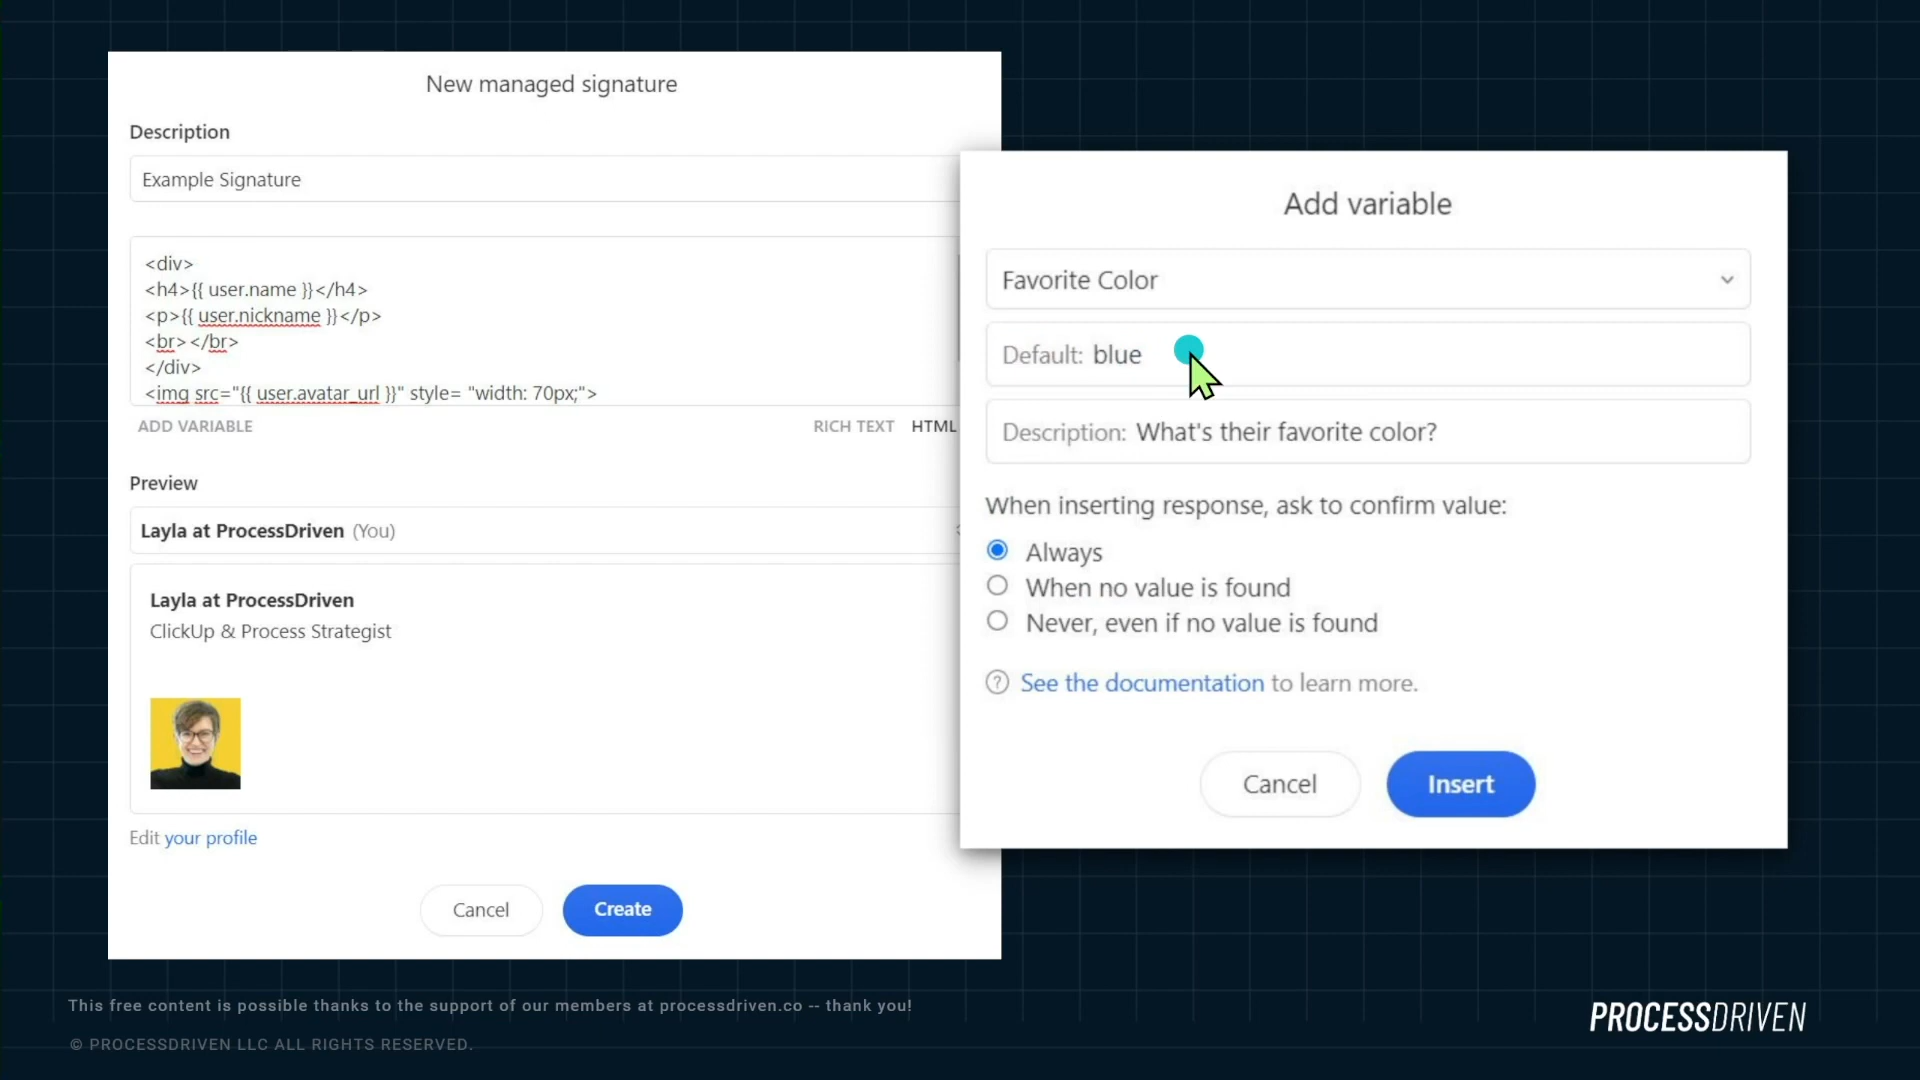 New managed signature
Description
Example Signature
<div>
<h4>{{ user.name }}</h4>
<p>{{ user.nickname }}</p>
<br></br>
</div>
<img src="{{ user.avatar_url }}" style= "width: 70px;">
ADD VARIABLE
RICH TEXT HTML
Preview
Layla at ProcessDriven (You)
Layla at ProcessDriven
ClickUp & Process Strategist
Edit your profile
Cancel Create
Add variable
Favorite Color
Default: blue
Description: What's their favorite color?
When inserting response, ask to confirm value:
Always
When no value is found
Never, even if no value is found
? See the documentation to learn more.
Cancel Insert
This free content is possible thanks to the support of our members at processdriven.co -- thank you!
© PROCESSDRIVEN LLC ALL RIGHTS RESERVED.
PROCESSDRIVEN